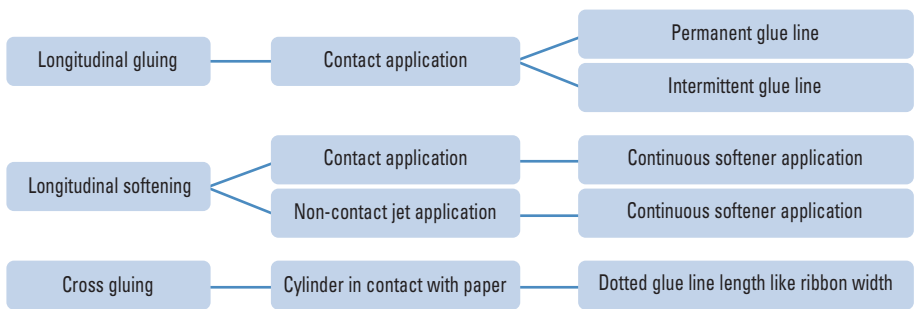 Longitudinal gluing
Contact application
Permanent glue line
Intermittent glue line
Longitudinal softening
Contact application
Continuous softener application
Non-contact jet application
Continuous softener application
Cross gluing
Cylinder in contact with paper
Dotted glue line length like ribbon width